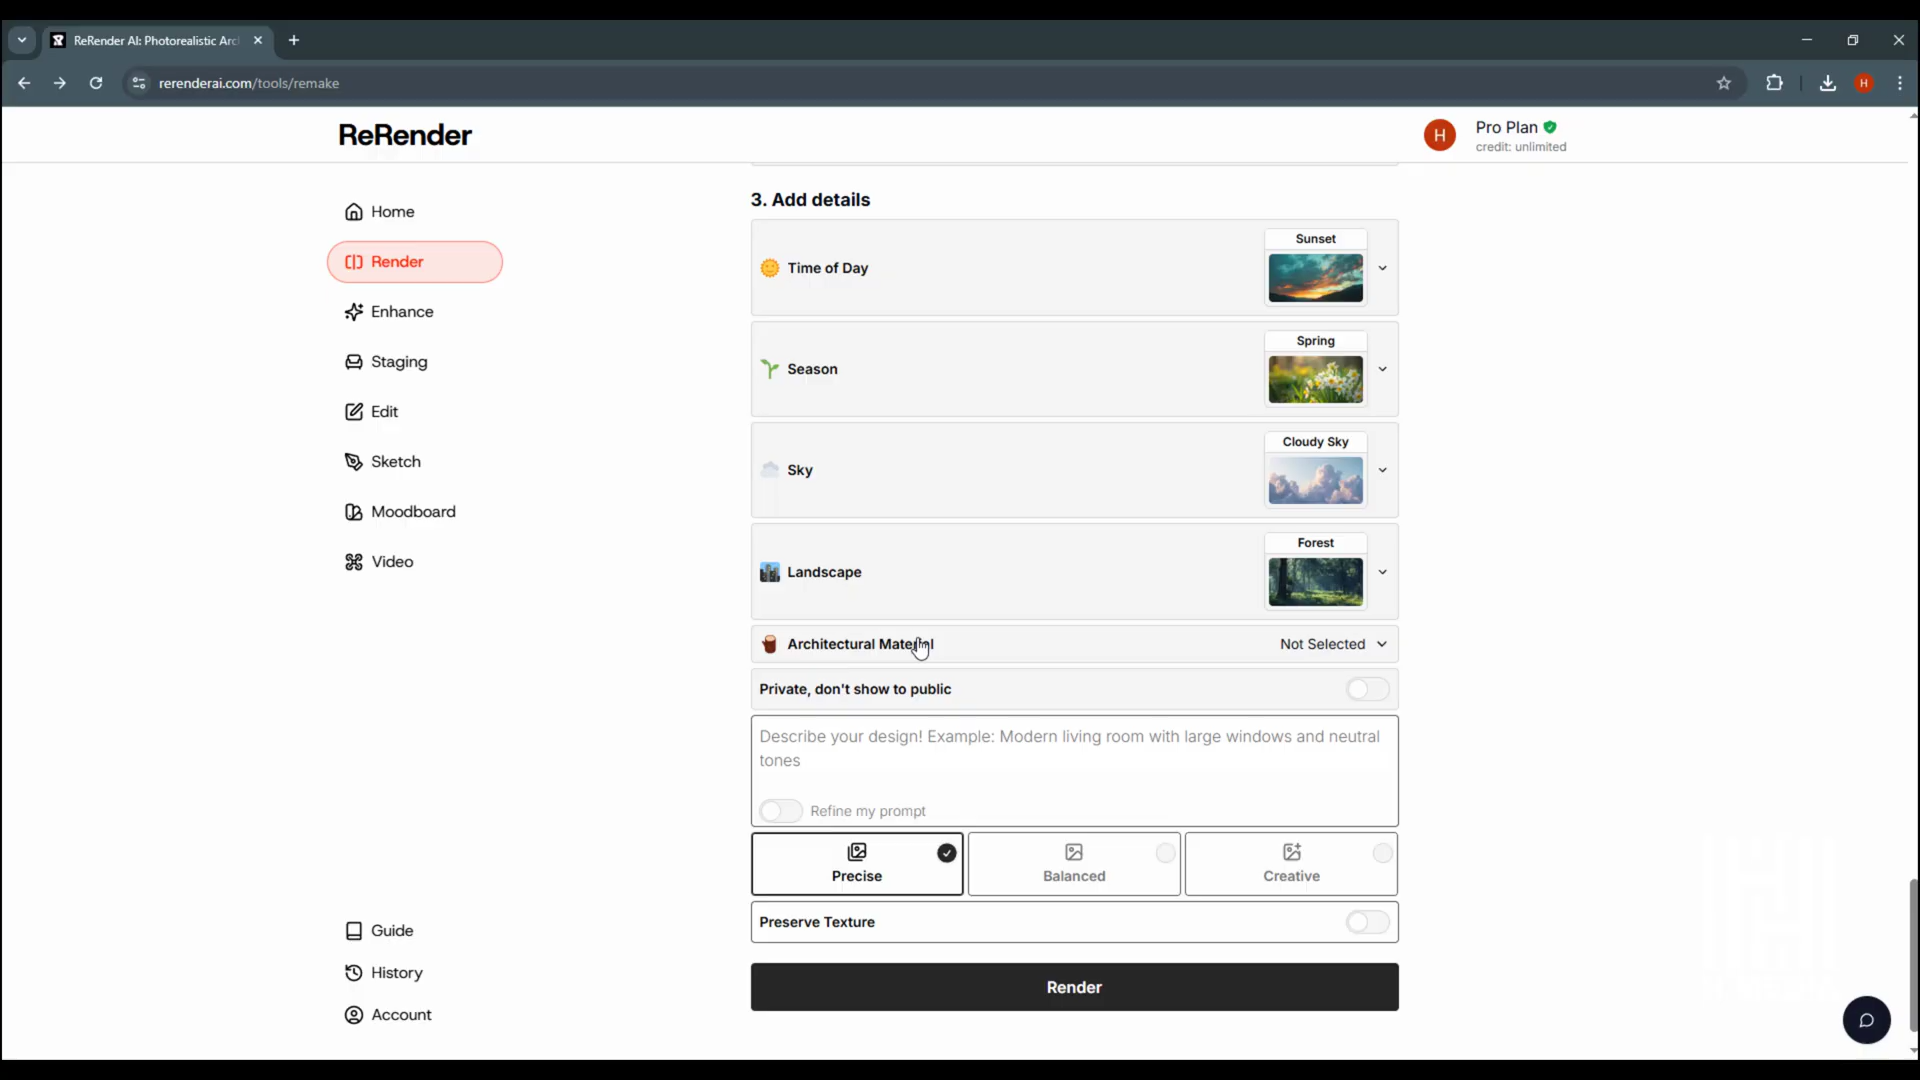 ReRender AI: Photorealistic Arc
rerenderai.com/tools/remake
H
ReRender
H
Pro Plan
credit: unlimited
Home
Render
Enhance
Staging
Edit
Sketch
Moodboard
Video
Guide
History
Account
3. Add details
Time of Day
Sunset
Season
Spring
Sky
Cloudy Sky
Landscape
Forest
Architectural Material
Not Selected
Private, don't show to public
Describe your design! Example: Modern living room with large windows and neutral
tones
Refine my prompt
Precise
Balanced
Creative
Preserve Texture
Render